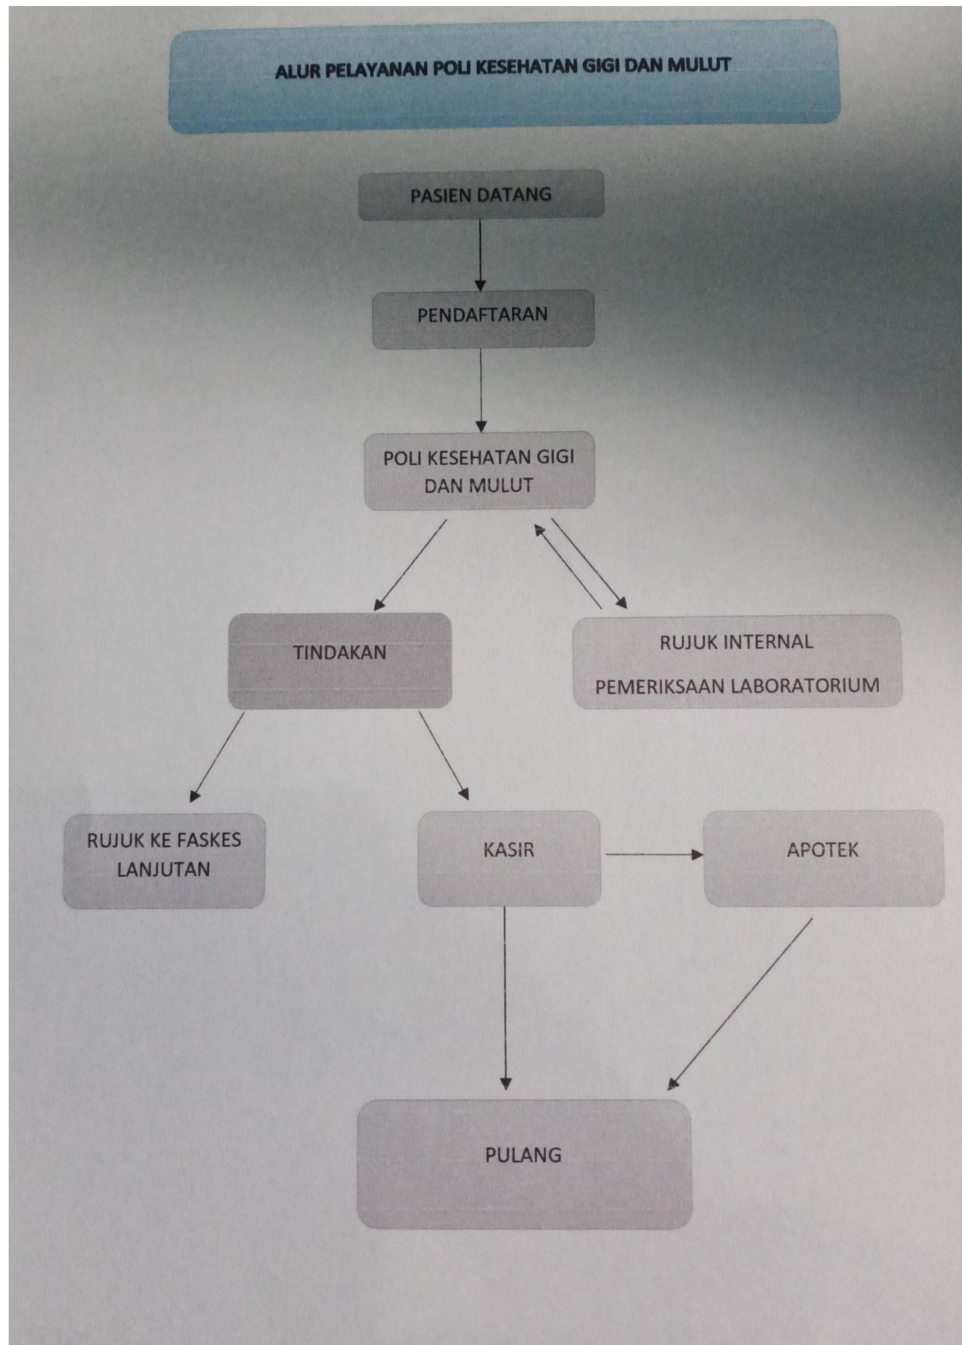 ALUR PELAYANAN POLI KESEHATAN GIGI DAN MULUT
PASIEN DATANG
PENDAFTARAN
POLI KESEHATAN GIGI
DAN MULUT
TINDAKAN
RUJUK INTERNAL
PEMERIKSAAN LABORATORIUM
RUJUK KE FASKES
LANJUTAN
KASIR
APOTEK
PULANG